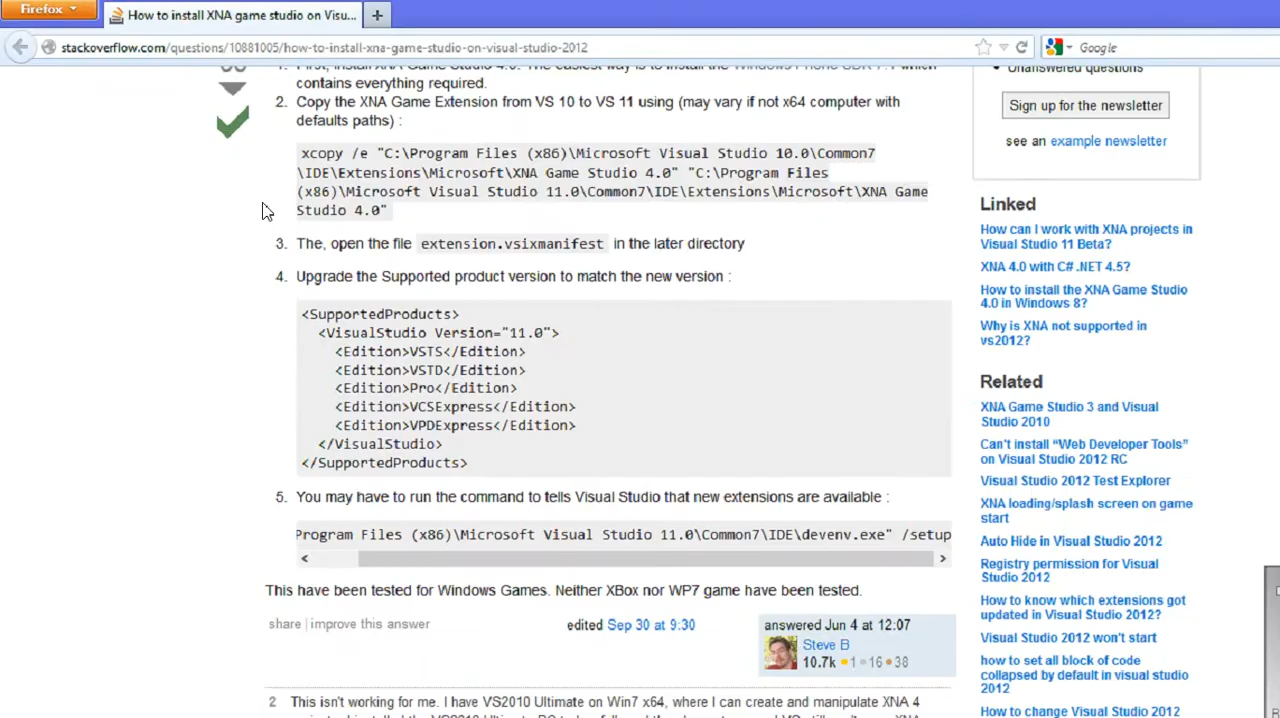 Firefox
How to install XNA game studio on Visu...
stackoverflow.com/questions/10881005/how-to-install-xna-game-studio-on-visual-studio-2012
Google
contains everything required.
2. Copy the XNA Game Extension from VS 10 to VS 11 using (may vary if not x64 computer with
defaults paths) :
xcopy /e "C:\Program Files (x86)\Microsoft Visual Studio 10.0\Common7
\IDE\Extensions\Microsoft\XNA Game Studio 4.0" "C:\Program Files
(x86)\Microsoft Visual Studio 11.0\Common7\IDE\Extensions\Microsoft\XNA Game
Studio 4.0"
3. The, open the file extension.vsixmanifest in the later directory
4. Upgrade the Supported product version to match the new version :
<SupportedProducts>
<VisualStudio Version="11.0">
<Edition>VSTS</Edition>
<Edition>VSTD</Edition>
<Edition>Pro</Edition>
<Edition>VCSExpress</Edition>
<Edition>VPDExpress</Edition>
</VisualStudio>
</SupportedProducts>
5. You may have to run the command to tells Visual Studio that new extensions are available :
Program Files (x86)\Microsoft Visual Studio 11.0\Common7\IDE\devenv.exe" /setup
This have been tested for Windows Games. Neither XBox nor WP7 game have been tested.
share | improve this answer
edited Sep 30 at 9:30
answered Jun 4 at 12:07
Steve B
10.7k 1 16 38
2 This isn't working for me. I have VS2010 Ultimate on Win7 x64, where I can create and manipulate XNA 4
Unanswered questions
Sign up for the newsletter
see an example newsletter
Linked
How can I work with XNA projects in
Visual Studio 11 Beta?
XNA 4.0 with C# .NET 4.5?
How to install the XNA Game Studio
4.0 in Windows 8?
Why is XNA not supported in
vs2012?
Related
XNA Game Studio 3 and Visual
Studio 2010
Can't install “Web Developer Tools”
on Visual Studio 2012 RC
Visual Studio 2012 Test Explorer
XNA loading/splash screen on game
start
Auto Hide in Visual Studio 2012
Registry permission for Visual
Studio 2012
How to know which extensions got
updated in Visual Studio 2012?
Visual Studio 2012 won't start
how to set all block of code
collapsed by default in visual studio
2012
How to change Visual Studio 2012